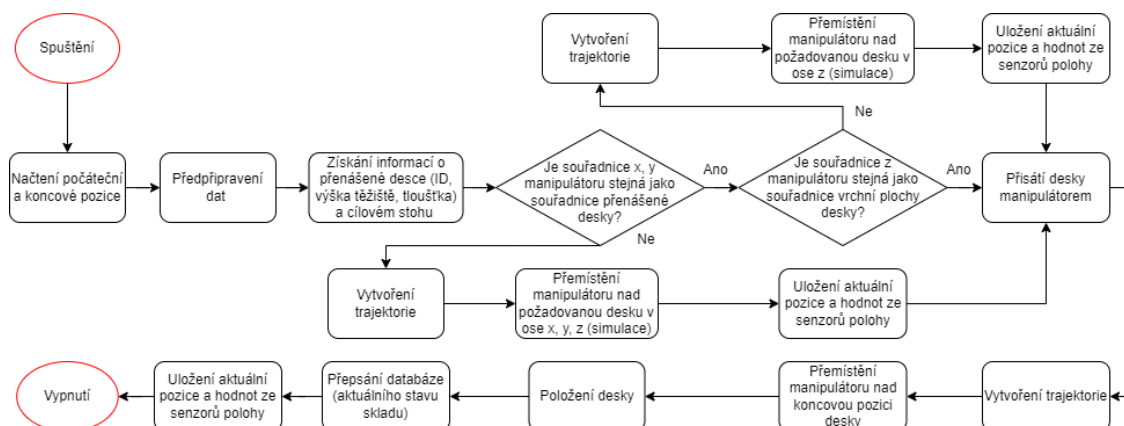 Spuštění
Načtení počáteční
a koncové pozice
Předpřipravení
dat
Získání informací o
přenášené desce (ID,
výška těžiště, tloušťka)
a cílovém stohu
Je souřadnice x, y
manipulátoru stejná jako
souřadnice přenášené
desky?
Ano
Ne
Je souřadnice z
manipulátoru stejná jako
souřadnice vrchní plochy
desky?
Ano
Ne
Vytvoření
trajektorie
Přemístění
manipulátoru nad
požadovanou desku v
ose z (simulace)
Uložení aktuální
pozice a hodnot ze
senzorů polohy
Přisátí desky
manipulátorem
Vytvoření
trajektorie
Přemístění
manipulátoru nad
požadovanou desku v
ose x, y, z (simulace)
Uložení aktuální
pozice a hodnot ze
senzorů polohy
Vytvoření trajektorie
Přemístění
manipulátoru nad
koncovou pozici
desky
Položení desky
Přepsání databáze
(aktuálního stavu
skladu)
Uložení aktuální
pozice a hodnot ze
senzorů polohy
Vypnutí